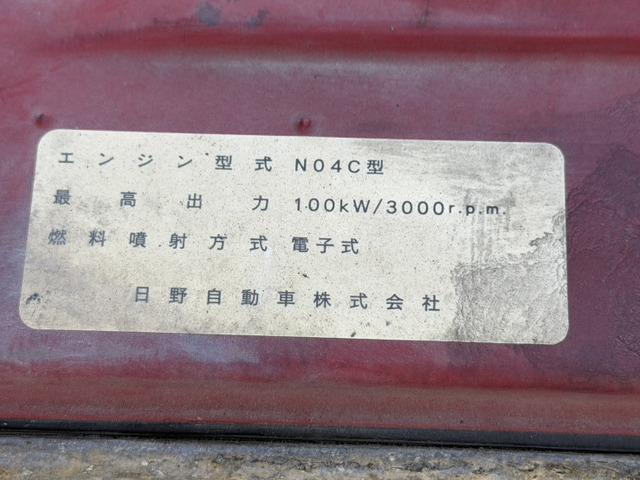 エンジン型式 N04C型
最高出力 100kW/3000r.p.m.
燃料噴射方式 電子式
日野自動車株式会社